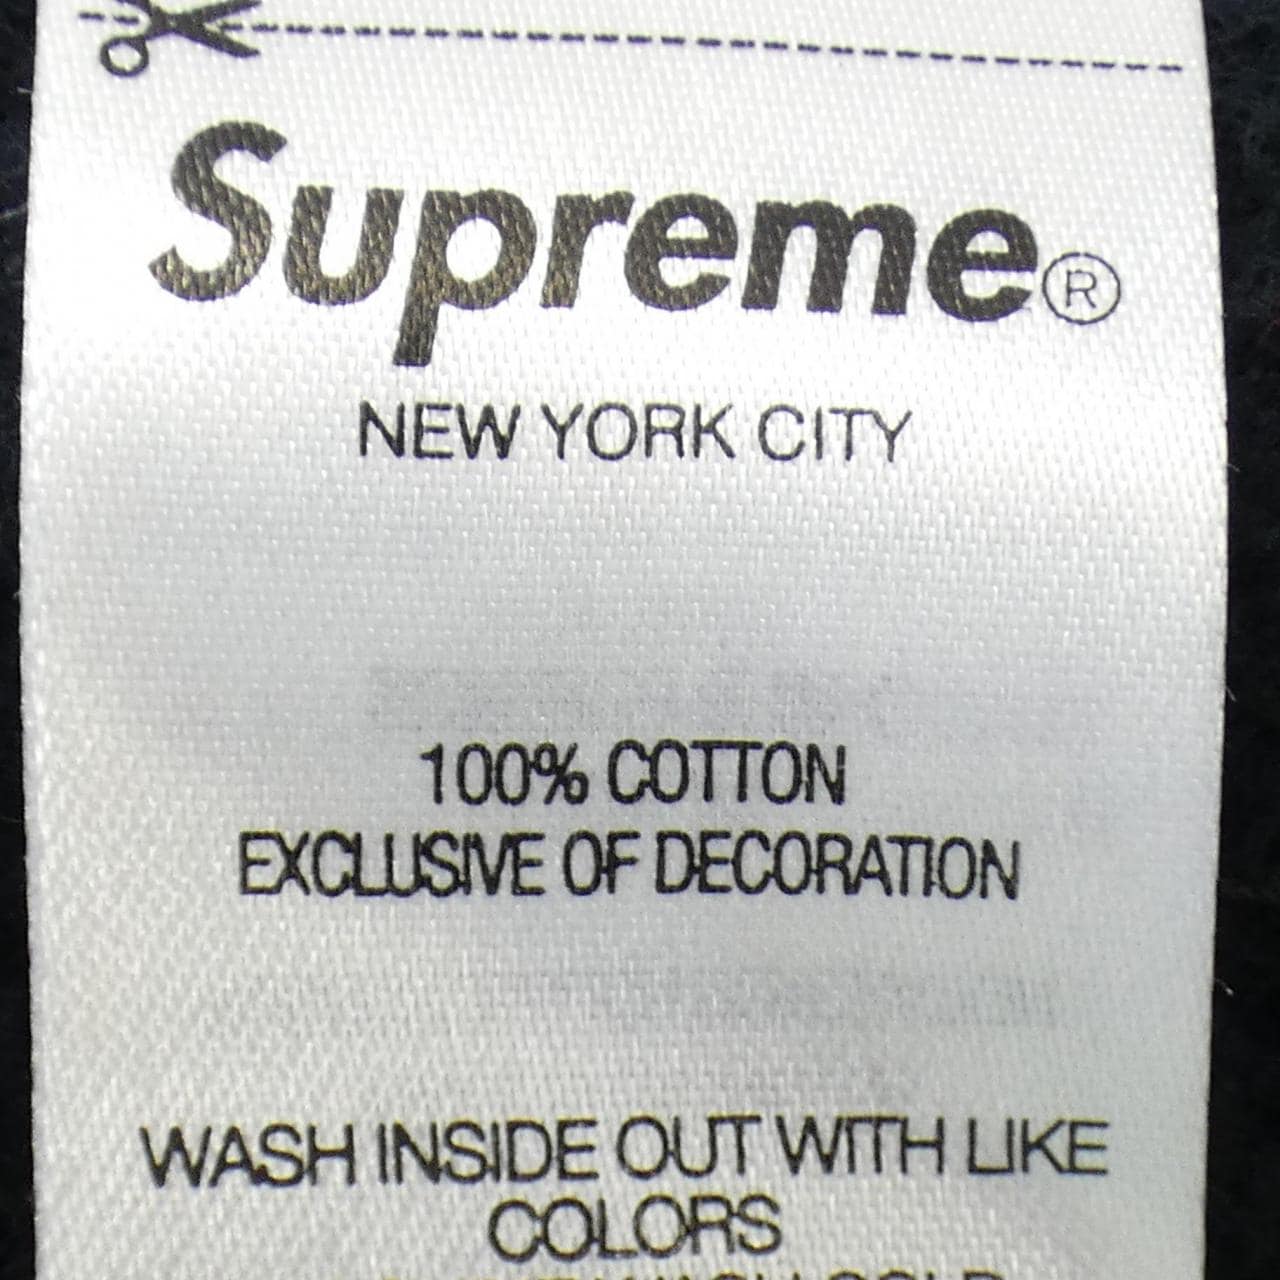 Supreme®
NEW YORK CITY
100% COTTON
EXCLUSIVE OF DECORATION
WASH INSIDE OUT WITH LIKE
COLORS